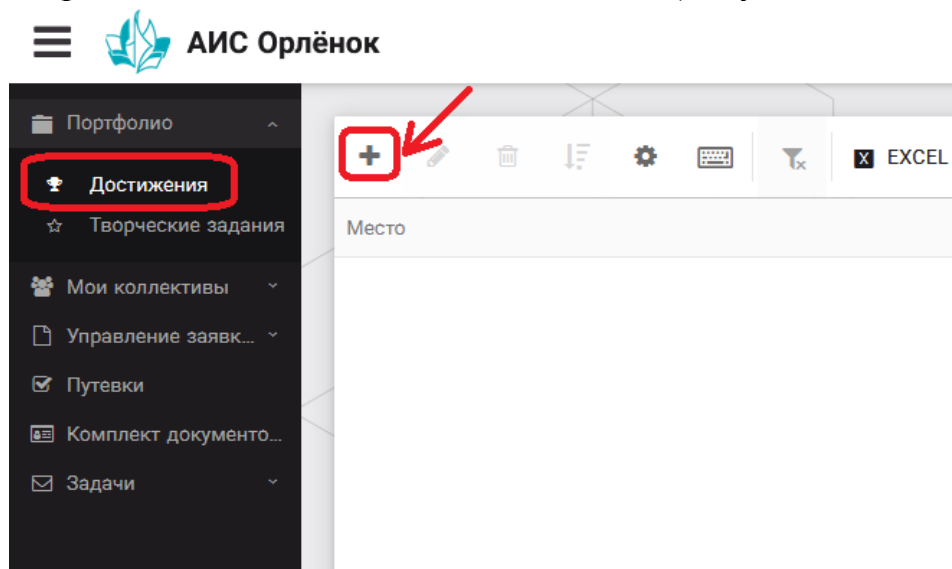 АИС Орлёнок
Портфолио
Достижения
Творческие задания
Мои коллективы
Управление заявк...
Путевки
Комплект документо...
Задачи
X EXCEL
Место